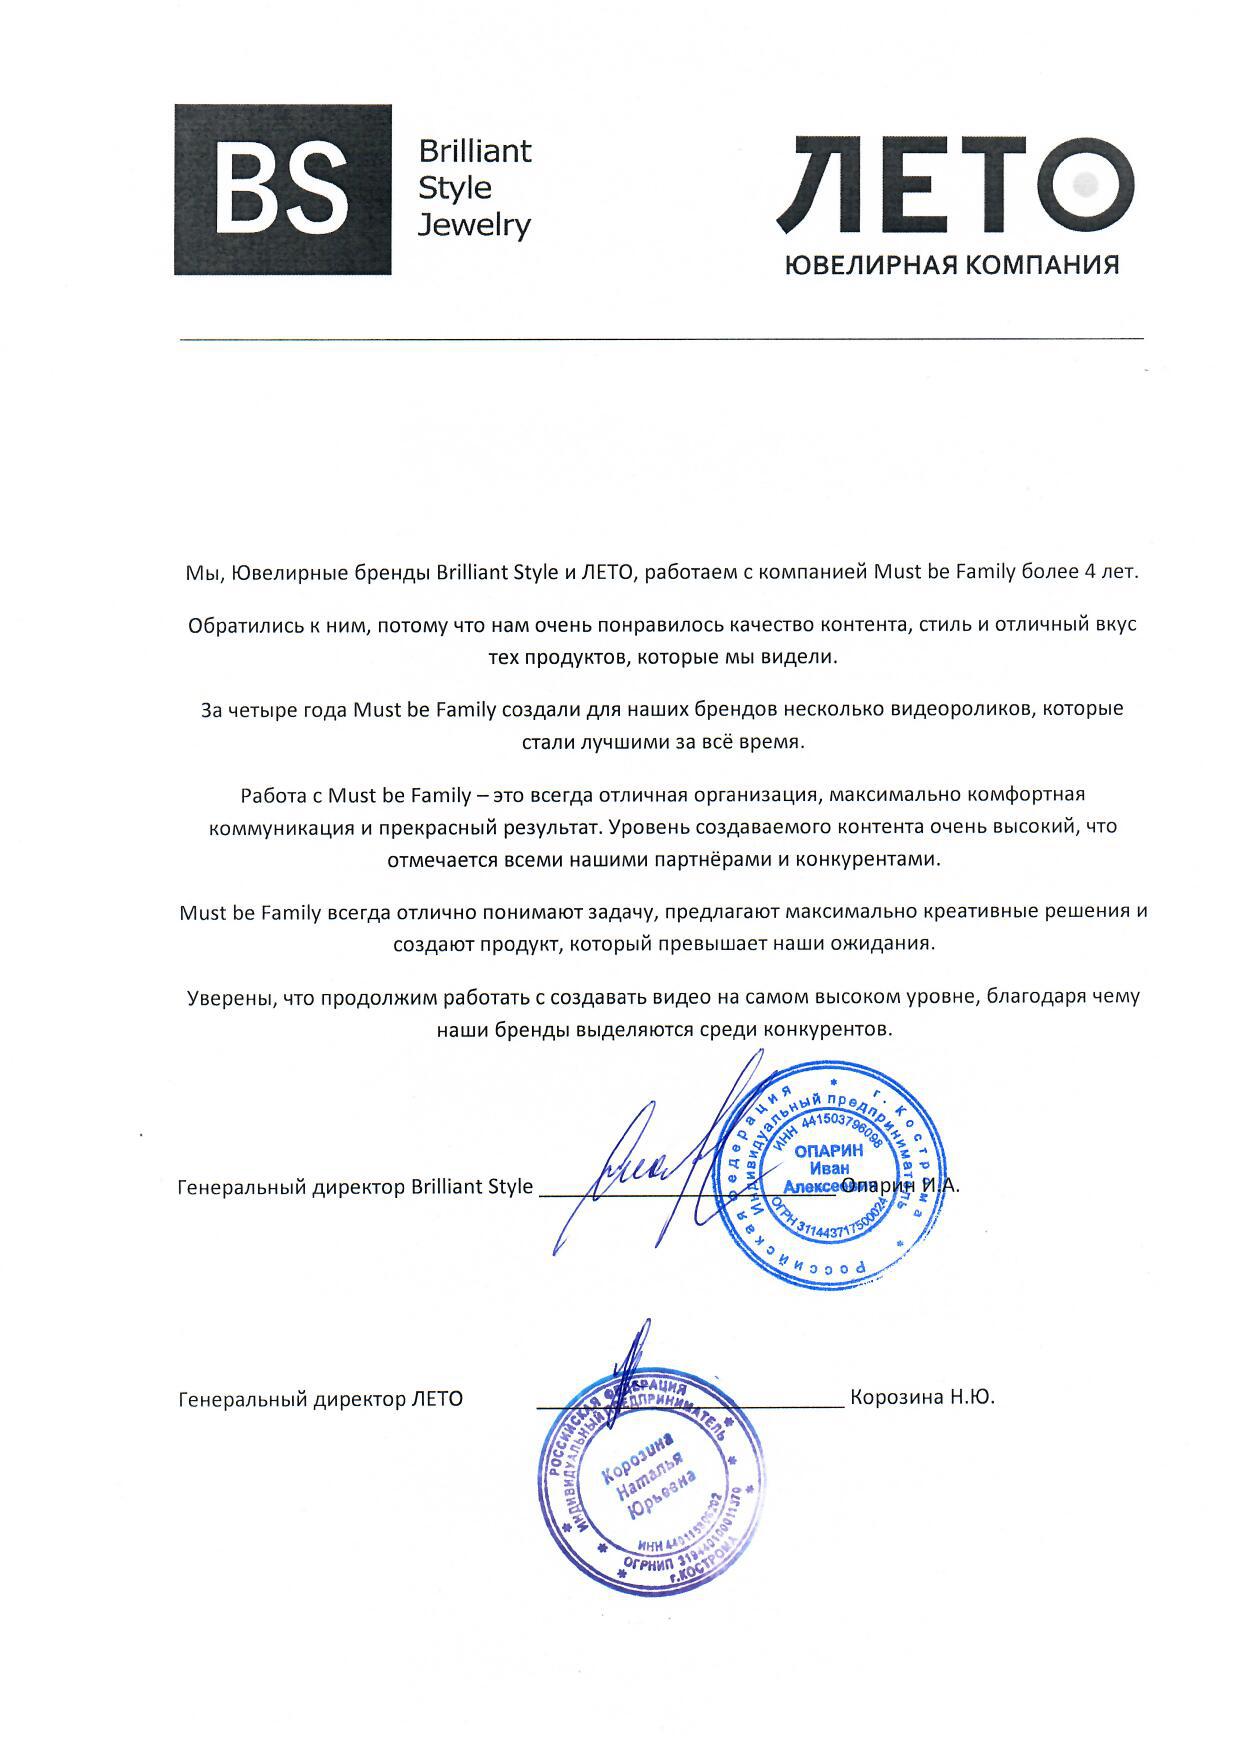 BS
Brilliant
Style
Jewelry
ЛЕТО
ЮВЕЛИРНАЯ КОМПАНИЯ
Мы, Ювелирные бренды Brilliant Style и ЛЕТО, работаем с компанией Must be Family более 4 лет.
Обратились к ним, потому что нам очень понравилось качество контента, стиль и отличный вкус
тех продуктов, которые мы видели.
За четыре года Must be Family создали для наших брендов несколько видеороликов, которые
стали лучшими за всё время.
Работа с Must be Family – это всегда отличная организация, максимально комфортная
коммуникация и прекрасный результат. Уровень создаваемого контента очень высокий, что
отмечается всеми нашими партнёрами и конкурентами.
Must be Family всегда отлично понимают задачу, предлагают максимально креативные решения и
создают продукт, который превышает наши ожидания.
Уверены, что продолжим работать с создавать видео на самом высоком уровне, благодаря чему
наши бренды выделяются среди конкурентов.
Генеральный директор Brilliant Style Опарин И.А.
Российская Федерация * г. Кострома *
Индивидуальный предприниматель
ИНН 441503796098
ОПАРИН
Иван
Алексеевич
ОГРН 311443717500024
Генеральный директор ЛЕТО Корозина Н.Ю.
РОССИЙСКАЯ ФЕДЕРАЦИЯ
ИНДИВИДУАЛЬНЫЙ ПРЕДПРИНИМАТЕЛЬ
Корозина
Наталья
Юрьевна
ИНН
ОГРНИП
г.КОСТРОМА